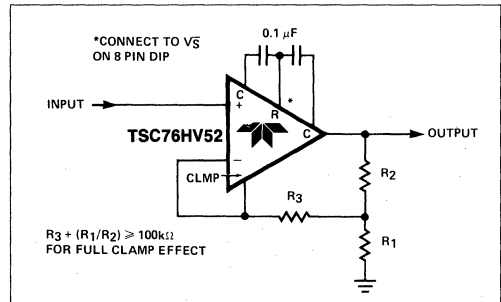 *CONNECT TO V̅S̅
ON 8 PIN DIP
0.1 µF
C
R
*
C
INPUT
+
TSC76HV52
−
CLMP
OUTPUT
R2
R3
R1
R3 + (R1/R2) ⩾ 100kΩ
FOR FULL CLAMP EFFECT